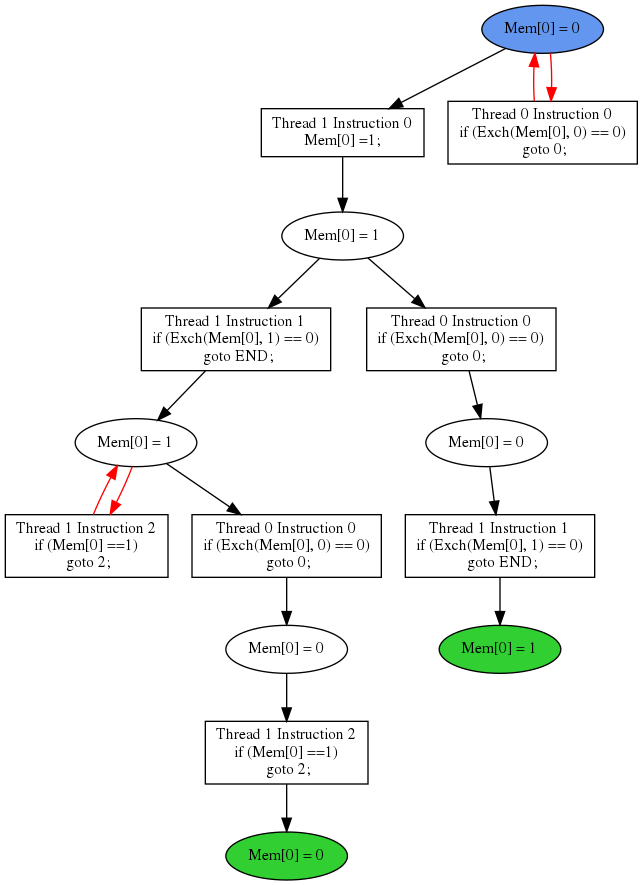 Mem[0] = 0
Thread 1 Instruction 0
Mem[0] =1;
Thread 0 Instruction 0
if (Exch(Mem[0], 0) == 0)
goto 0;
Mem[0] = 1
Thread 1 Instruction 1
if (Exch(Mem[0], 1) == 0)
goto END;
Thread 0 Instruction 0
if (Exch(Mem[0], 0) == 0)
goto 0;
Mem[0] = 1
Mem[0] = 0
Thread 1 Instruction 2
if (Mem[0] ==1)
goto 2;
Thread 0 Instruction 0
if (Exch(Mem[0], 0) == 0)
goto 0;
Thread 1 Instruction 1
if (Exch(Mem[0], 1) == 0)
goto END;
Mem[0] = 0
Mem[0] = 1
Thread 1 Instruction 2
if (Mem[0] ==1)
goto 2;
Mem[0] = 0